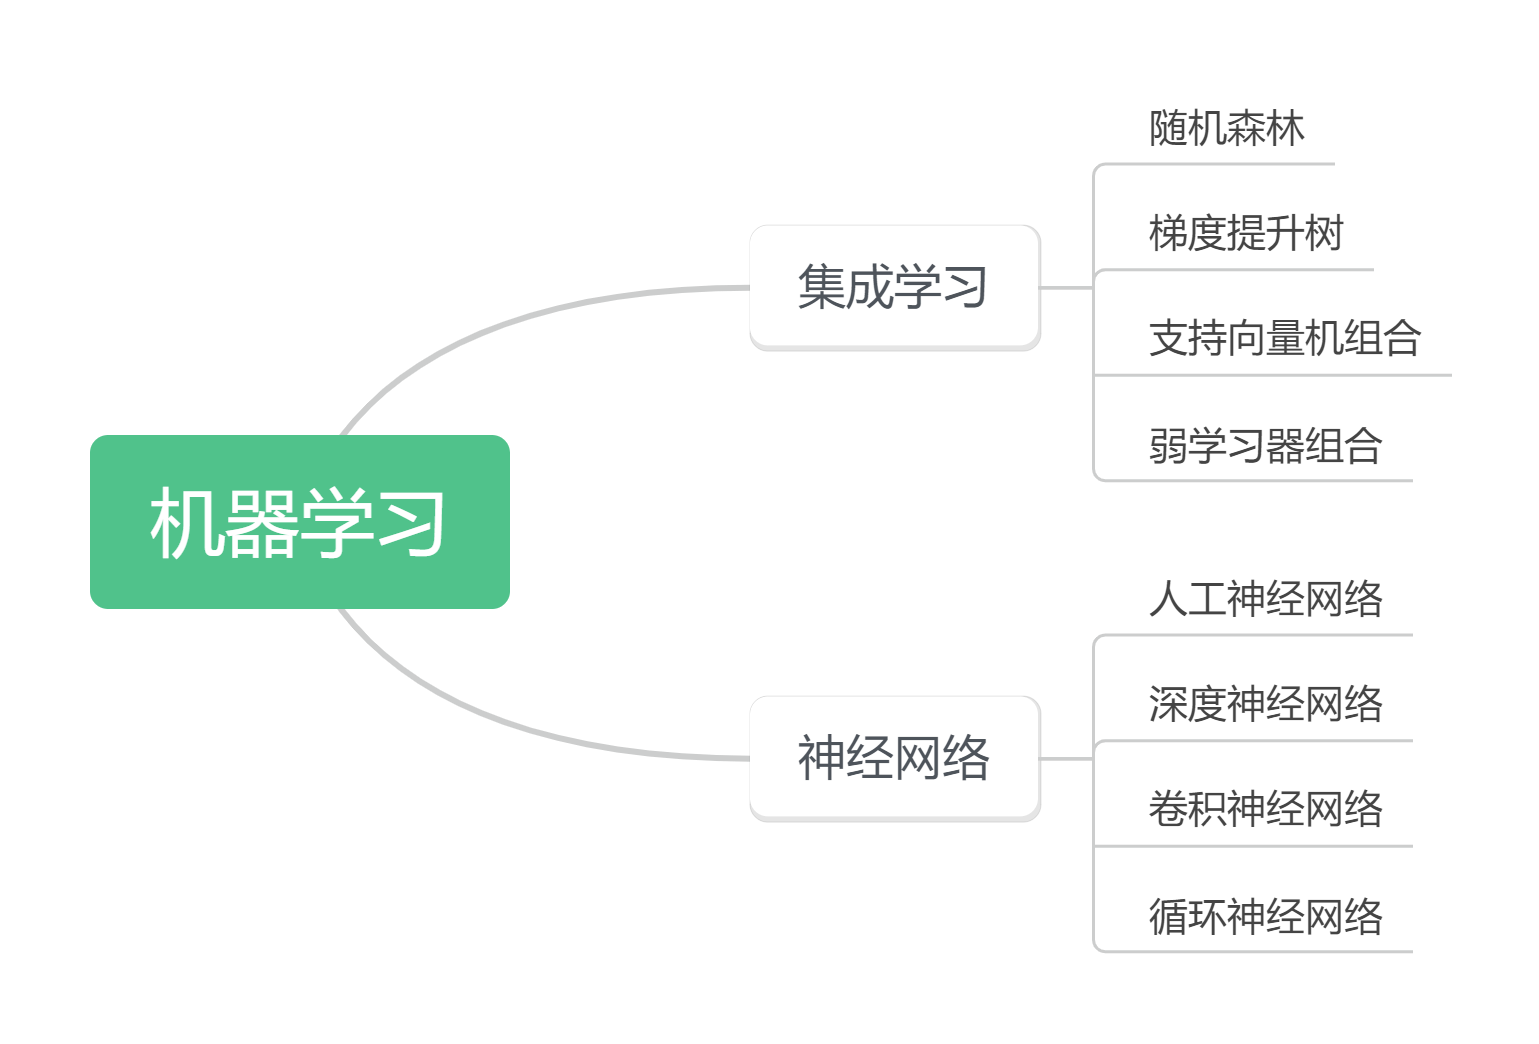 机器学习
集成学习
随机森林
梯度提升树
支持向量机组合
弱学习器组合
神经网络
人工神经网络
深度神经网络
卷积神经网络
循环神经网络